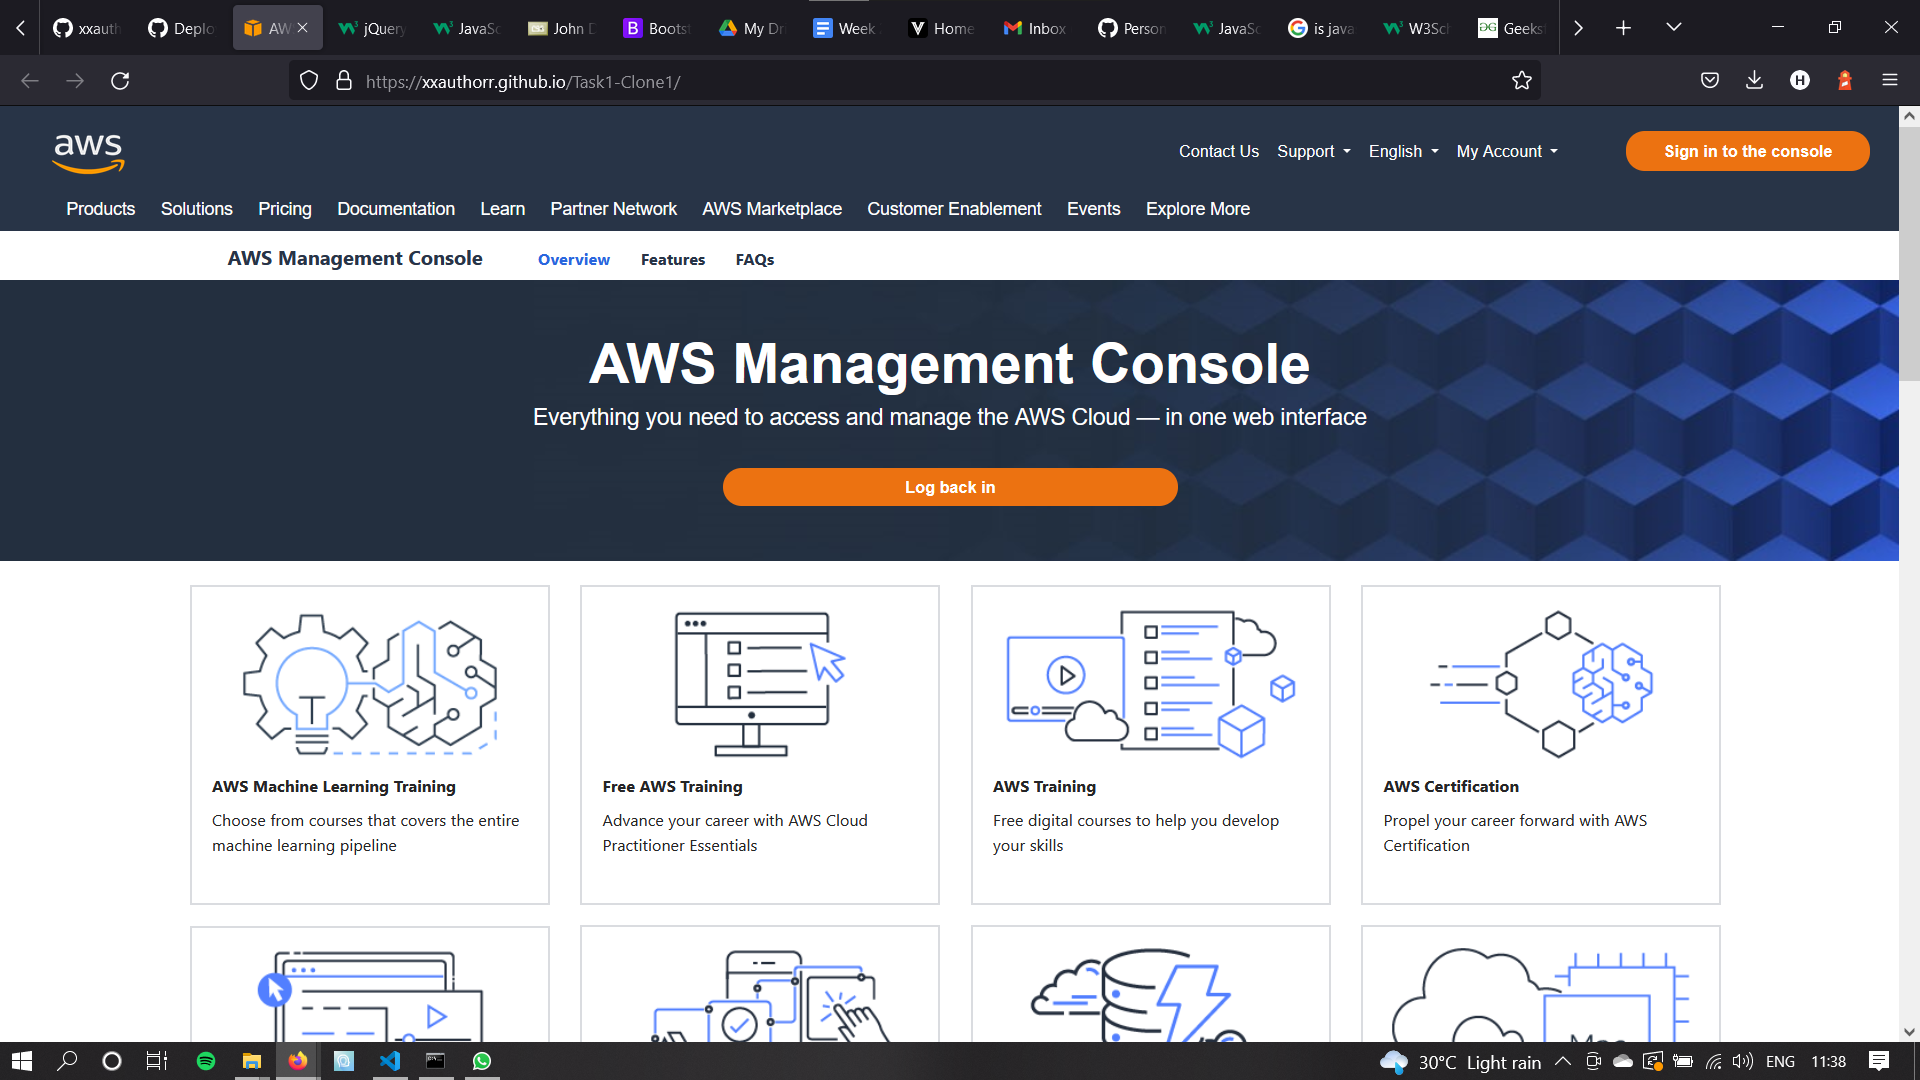 xxauth
Deplo
AW
jQuery
JavaSc
John D
Bootst
My Dri
Week
Home
Inbox
Person
JavaSc
is java
W3Sch
Geeks
https://xxauthorr.github.io/Task1-Clone1/
H
aws
Contact Us
Support
English
My Account
Sign in to the console
Products
Solutions
Pricing
Documentation
Learn
Partner Network
AWS Marketplace
Customer Enablement
Events
Explore More
AWS Management Console
Overview
Features
FAQs
AWS Management Console
Everything you need to access and manage the AWS Cloud — in one web interface
Log back in
AWS Machine Learning Training
Choose from courses that covers the entire
machine learning pipeline
Free AWS Training
Advance your career with AWS Cloud
Practitioner Essentials
AWS Training
Free digital courses to help you develop
your skills
AWS Certification
Propel your career forward with AWS
Certification
Mac
30°C Light rain
ENG
11:38